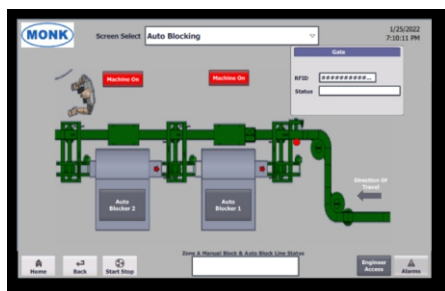 MONK
Screen Select
Auto Blocking
1/25/2022
7:10:11 PM
Gate
RFID
##########...
Status
Machine On
Machine On
Direction Of
Travel
Auto
Blocker 2
Auto
Blocker 1
Zone A Manual Block & Auto Block Line Status
Home
Back
Start Stop
Engineer
Access
Alarms